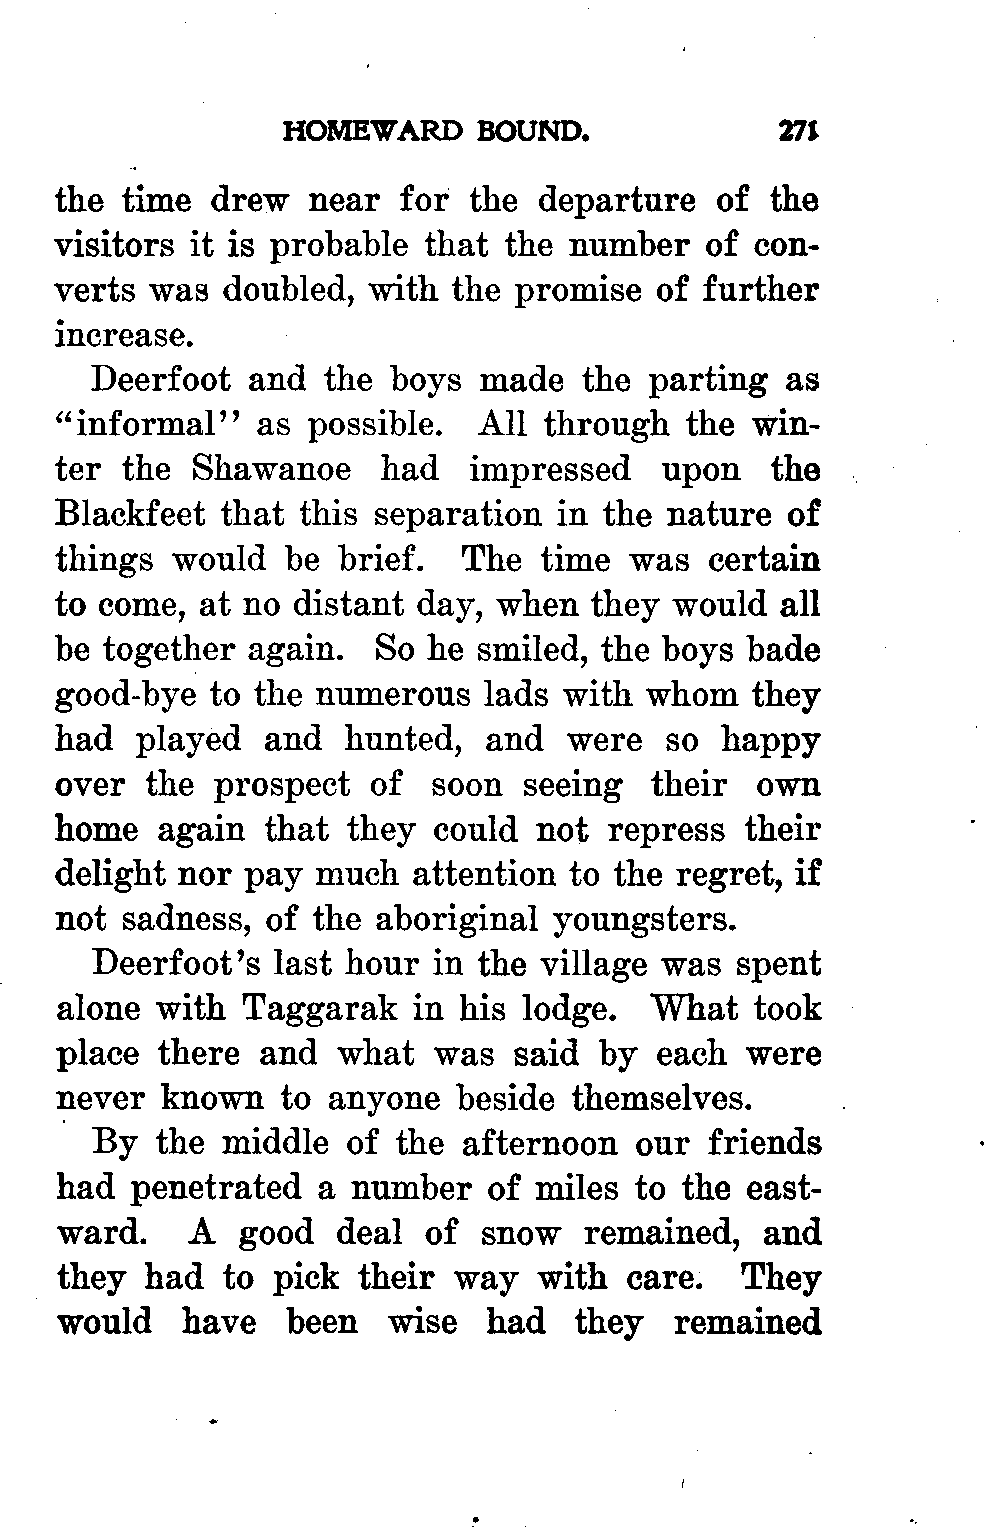 HOMEWARD BOUND. 271
the time drew near for the departure of the
visitors it is probable that the number of con-
verts was doubled, with the promise of further
increase.
Deerfoot and the boys made the parting as
“informal’’ as possible. All through the win-
ter the Shawanoe had impressed upon the
Blackfeet that this separation in the nature of
things would be brief. The time was certain
to come, at no distant day, when they would all
be together again. So he smiled, the boys bade
good-bye to the numerous lads with whom they
had played and hunted, and were so happy
over the prospect of soon seeing their own
home again that they could not repress their
delight nor pay much attention to the regret, if
not sadness, of the aboriginal youngsters.
Deerfoot’s last hour in the village was spent
alone with Taggarak in his lodge. What took
place there and what was said by each were
never known to anyone beside themselves.
By the middle of the afternoon our friends
had penetrated a number of miles to the east-
ward. A good deal of snow remained, and
they had to pick their way with care. They
would have been wise had they remained